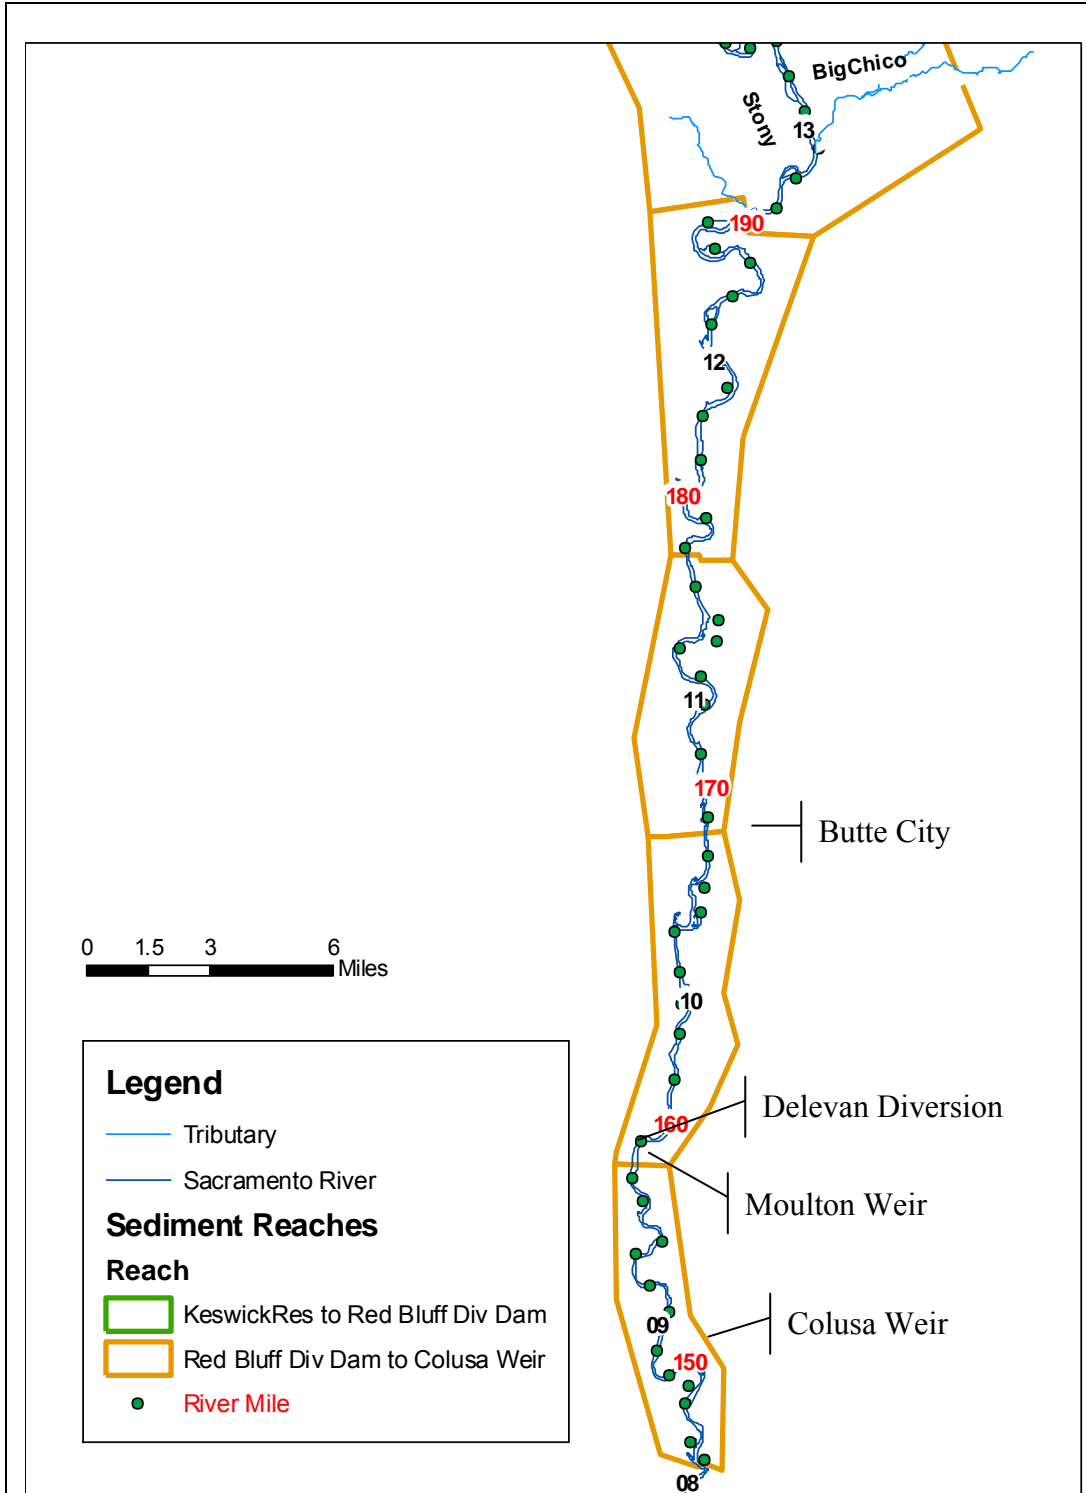 BigChico
Stony
13
190
12
180
11
170
Butte City
0 1.5 3 6
Miles
10
Delevan Diversion
160
Moulton Weir
Colusa Weir
09
150
08
Legend
Tributary
Sacramento River
Sediment Reaches
Reach
KeswickRes to Red Bluff Div Dam
Red Bluff Div Dam to Colusa Weir
River Mile